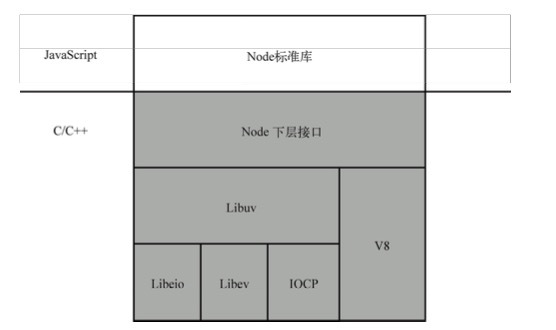 JavaScript
Node标准库
C/C++
Node 下层接口
Libuv
V8
Libeio
Libev
IOCP